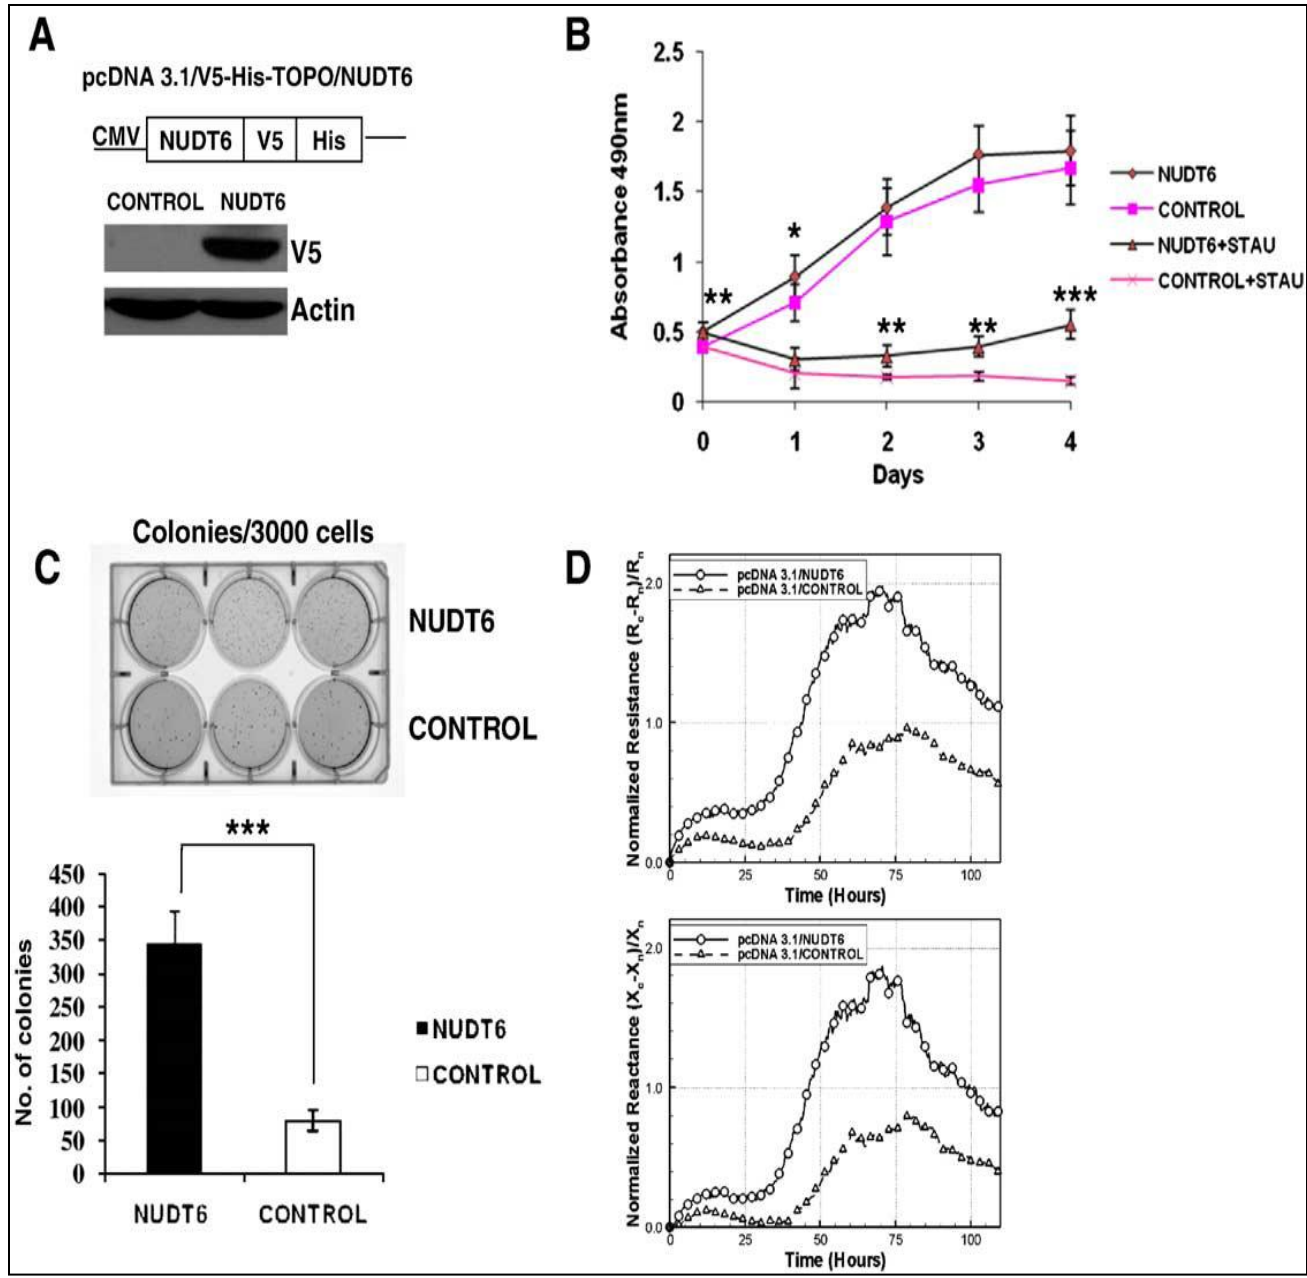 A
pcDNA 3.1/V5-His-TOPO/NUDT6
CMV NUDT6 V5 His
CONTROL NUDT6
V5
Actin
B
Absorbance 490nm
2.5
2
1.5
1
0.5
0
**
*
**
**
***
0 1 2 3 4
Days
NUDT6
CONTROL
NUDT6+STAU
CONTROL+STAU
C
Colonies/3000 cells
NUDT6
CONTROL
***
No. of colonies
450
400
350
300
250
200
150
100
50
0
NUDT6 CONTROL
NUDT6
CONTROL
D
Normalized Resistance (Rc-Rn)/Rn
pcDNA 3.1/NUDT6
pcDNA 3.1/CONTROL
2.0
1.0
0.0
0 25 50 75 100
Time (Hours)
Normalized Reactance (Xc-Xn)/Xn
pcDNA 3.1/NUDT6
pcDNA 3.1/CONTROL
2.0
1.0
0.0
0 25 50 75 100
Time (Hours)